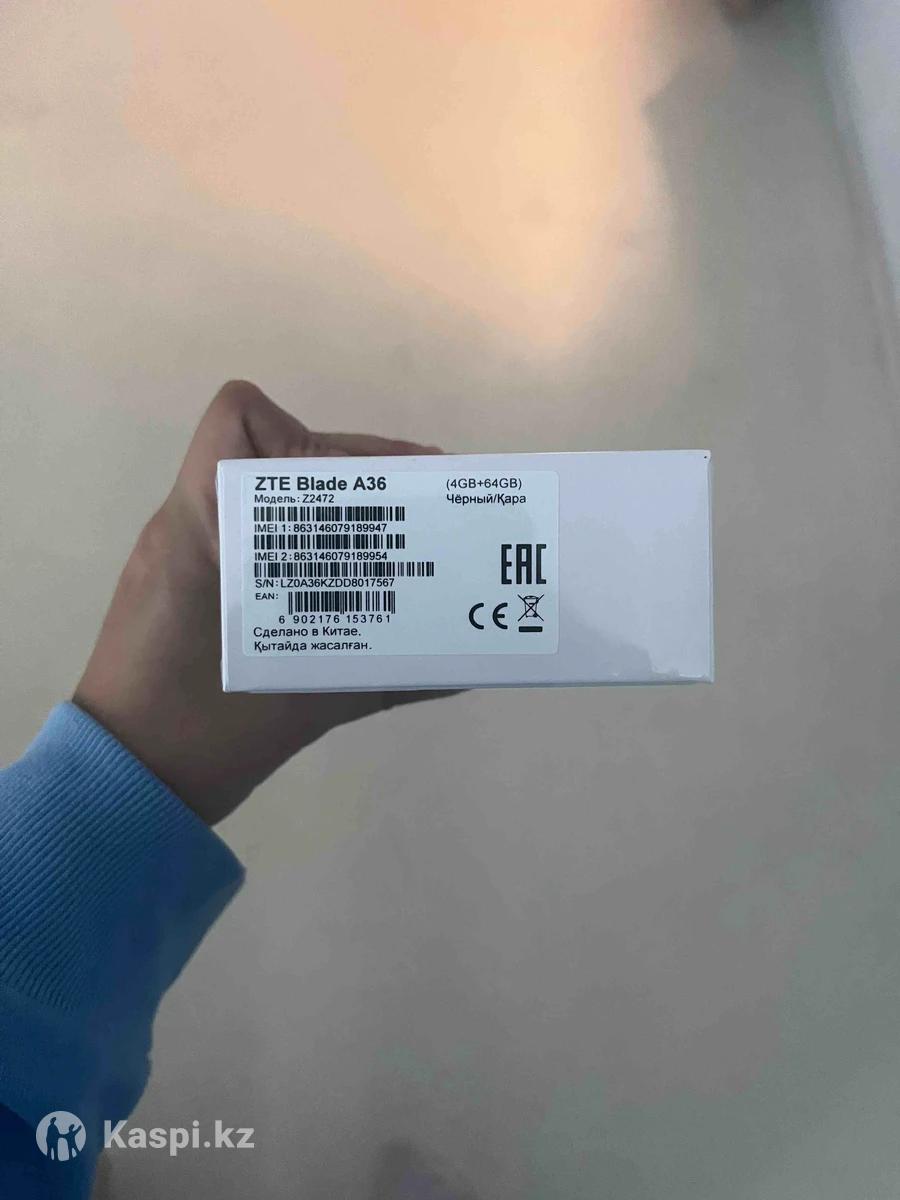 ZTE Blade A36
(4GB+64GB)
Модель: Z2472
Чёрный/Қара
IMEI 1: 863146079189947
IMEI 2: 863146079189954
S/N: LZ0A36KZDD8017567
EAC
EAN:
CE
6 902176 153761
Сделано в Китае.
Қытайда жасалған.
Kaspi.kz